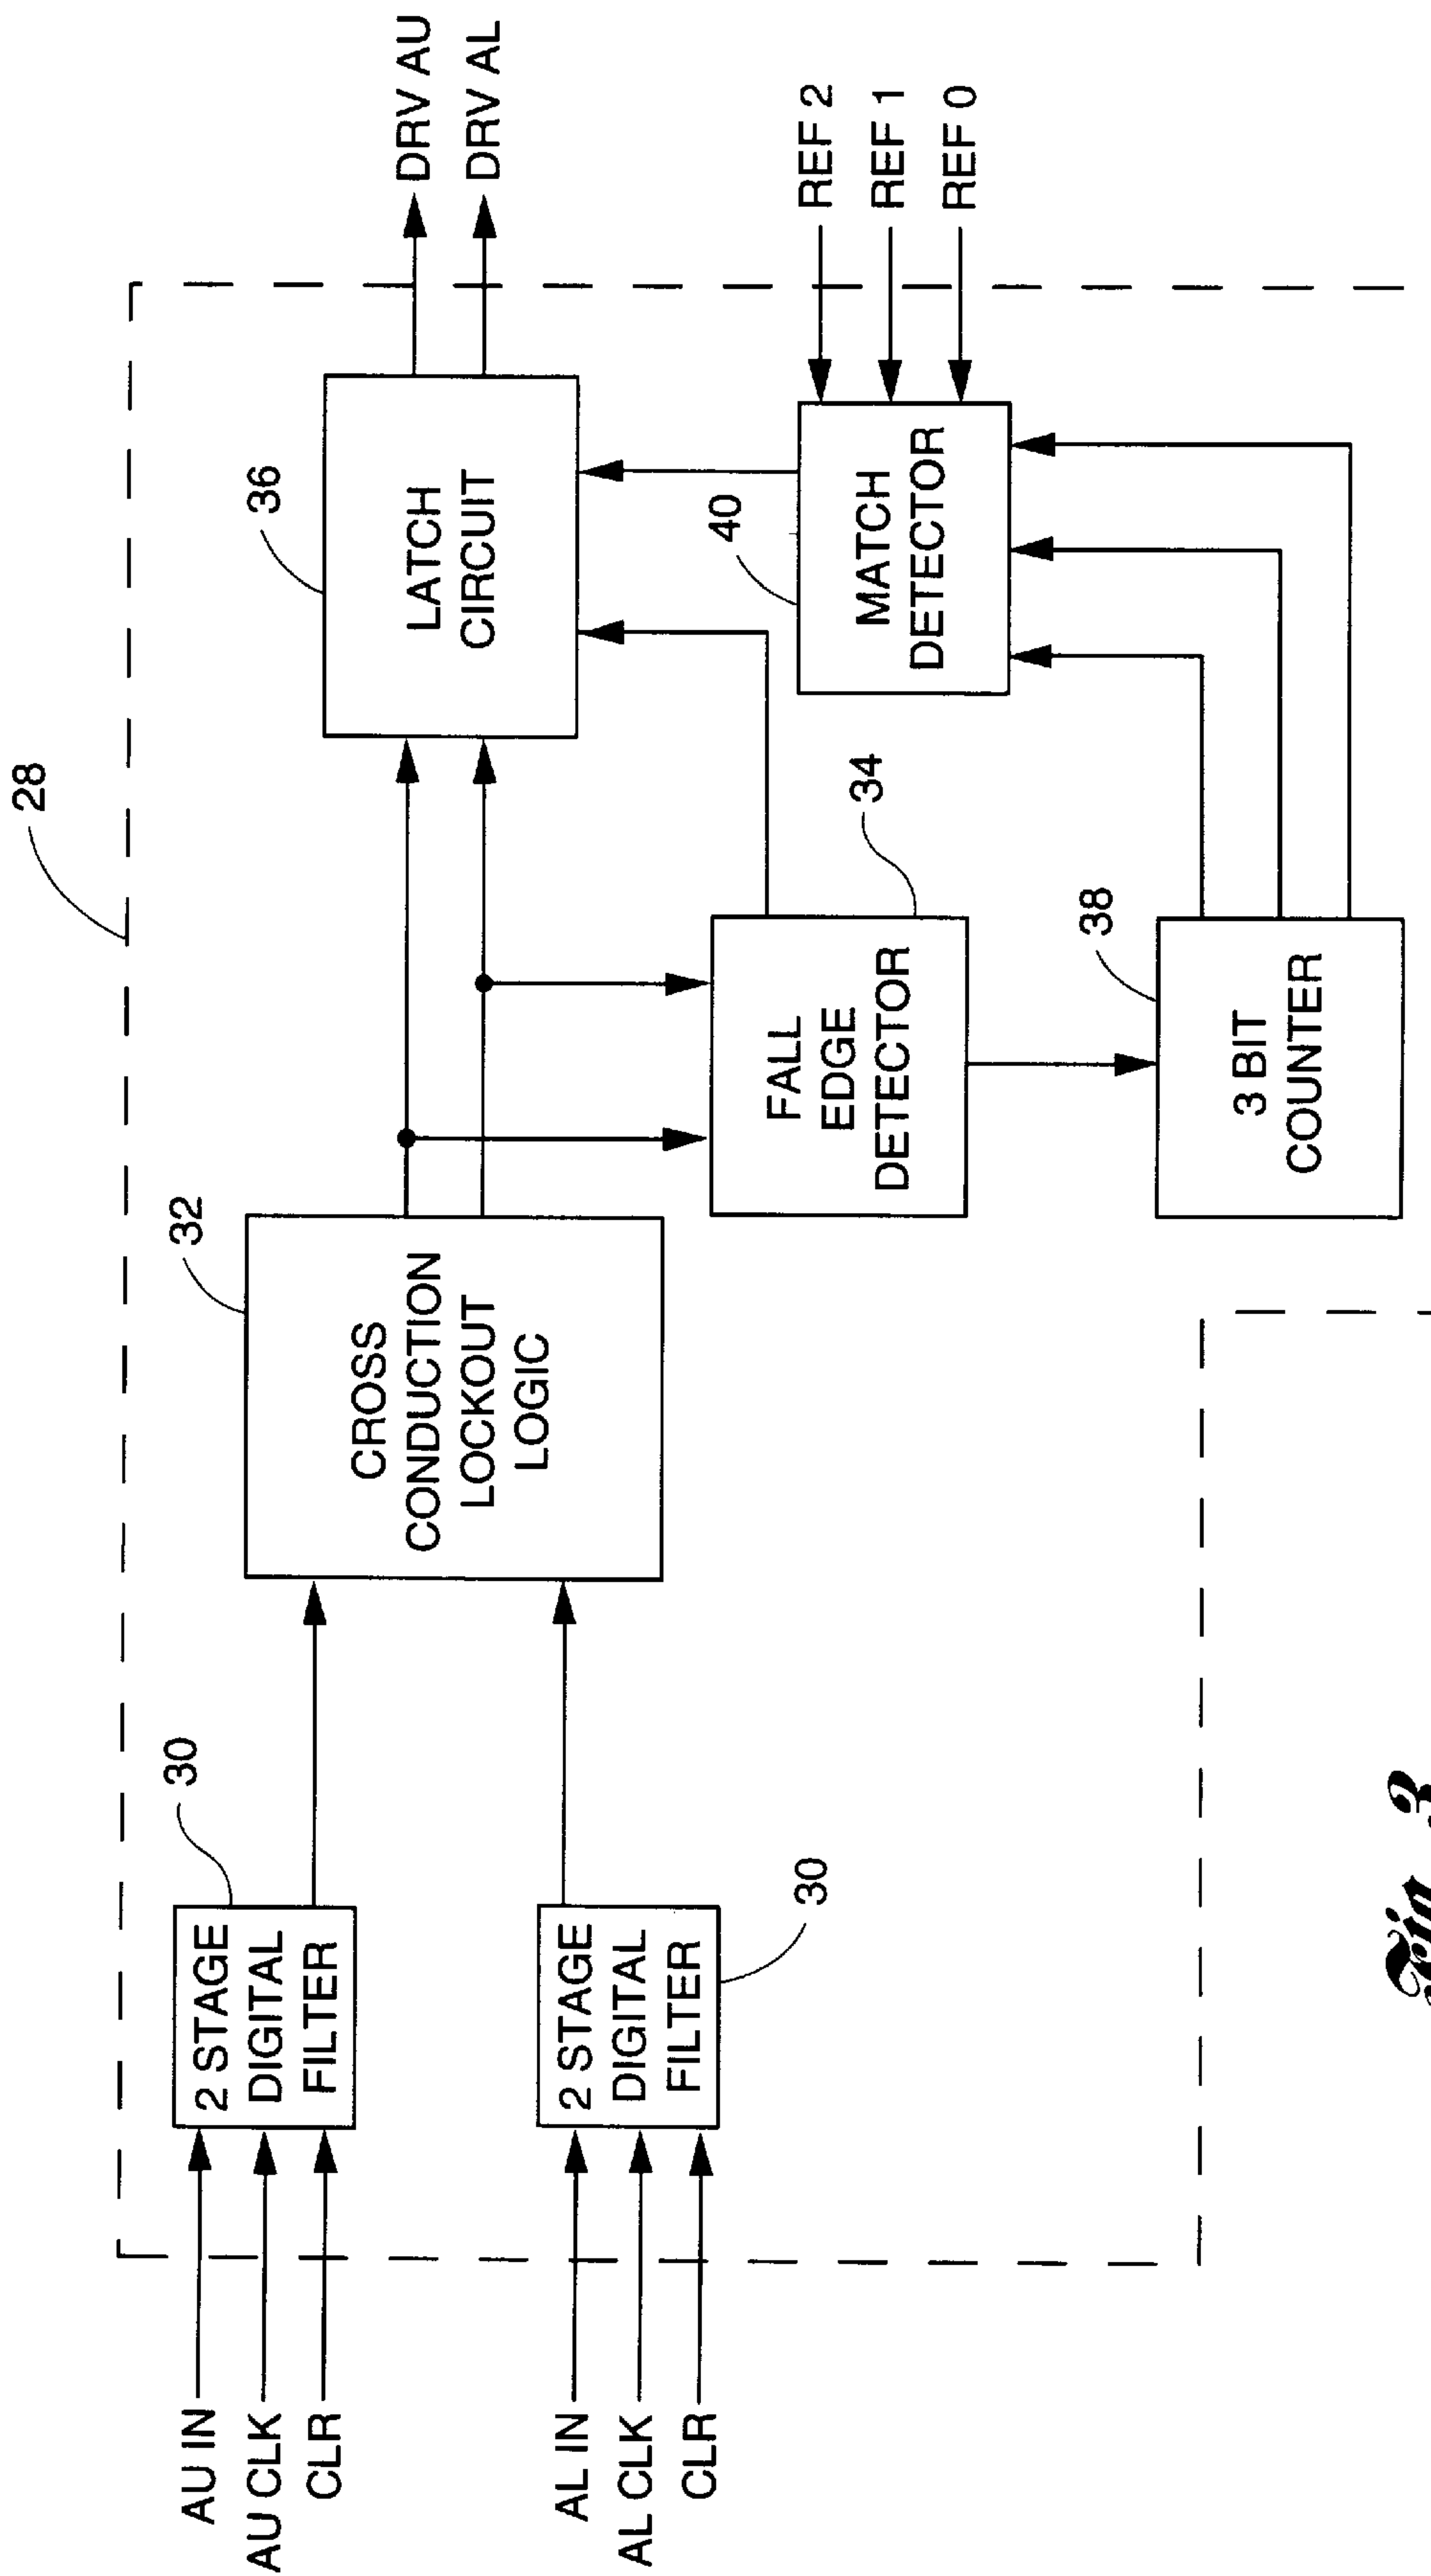 28
30
AU IN
AU CLK
CLR
2 STAGE
DIGITAL
FILTER
AL IN
AL CLK
CLR
2 STAGE
DIGITAL
FILTER
30
32
CROSS
CONDUCTION
LOCKOUT
LOGIC
36
LATCH
CIRCUIT
DRV AU
DRV AL
34
FALL
EDGE
DETECTOR
40
MATCH
DETECTOR
REF 2
REF 1
REF 0
38
3 BIT
COUNTER
Fig. 3